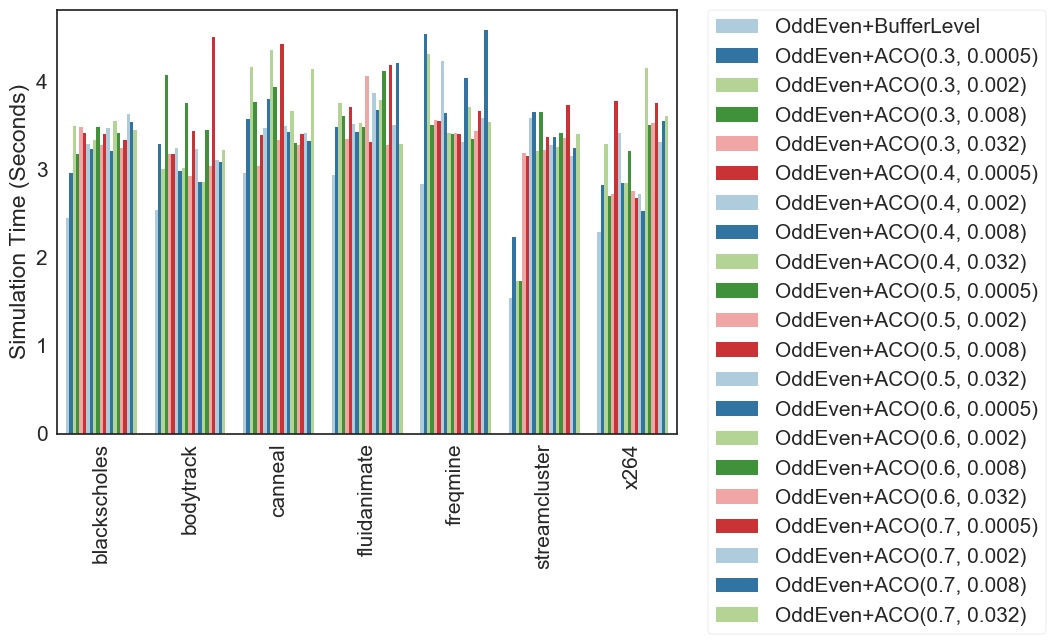 Simulation Time (Seconds)
4
3
2
1
0
blackscholes
bodytrack
canneal
fluidanimate
freqmine
streamcluster
x264
OddEven+BufferLevel
OddEven+ACO(0.3, 0.0005)
OddEven+ACO(0.3, 0.002)
OddEven+ACO(0.3, 0.008)
OddEven+ACO(0.3, 0.032)
OddEven+ACO(0.4, 0.0005)
OddEven+ACO(0.4, 0.002)
OddEven+ACO(0.4, 0.008)
OddEven+ACO(0.4, 0.032)
OddEven+ACO(0.5, 0.0005)
OddEven+ACO(0.5, 0.002)
OddEven+ACO(0.5, 0.008)
OddEven+ACO(0.5, 0.032)
OddEven+ACO(0.6, 0.0005)
OddEven+ACO(0.6, 0.002)
OddEven+ACO(0.6, 0.008)
OddEven+ACO(0.6, 0.032)
OddEven+ACO(0.7, 0.0005)
OddEven+ACO(0.7, 0.002)
OddEven+ACO(0.7, 0.008)
OddEven+ACO(0.7, 0.032)